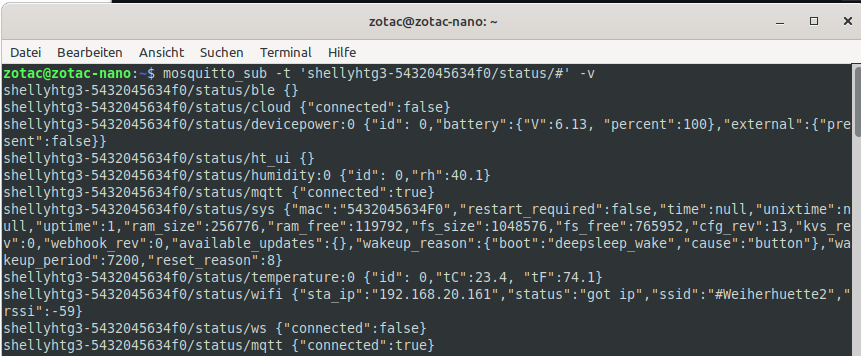 zotac@zotac-nano: ~
Datei Bearbeiten Ansicht Suchen Terminal Hilfe
zotac@zotac-nano:~$ mosquitto_sub -t 'shellyhtg3-5432045634f0/status/#' -v
shellyhtg3-5432045634f0/status/ble {}
shellyhtg3-5432045634f0/status/cloud {"connected":false}
shellyhtg3-5432045634f0/status/devicepower:0 {"id": 0,"battery":{"V":6.13, "percent":100},"external":{"pre
sent":false}}
shellyhtg3-5432045634f0/status/ht_ui {}
shellyhtg3-5432045634f0/status/humidity:0 {"id": 0,"rh":40.1}
shellyhtg3-5432045634f0/status/mqtt {"connected":true}
shellyhtg3-5432045634f0/status/sys {"mac":"5432045634F0","restart_required":false,"time":null,"unixtime":n
ull,"uptime":1,"ram_size":256776,"ram_free":119792,"fs_size":1048576,"fs_free":765952,"cfg_rev":13,"kvs_re
v":0,"webhook_rev":0,"available_updates":{},"wakeup_reason":{"boot":"deepsleep_wake","cause":"button"},"wa
keup_period":7200,"reset_reason":8}
shellyhtg3-5432045634f0/status/temperature:0 {"id": 0,"tC":23.4, "tF":74.1}
shellyhtg3-5432045634f0/status/wifi {"sta_ip":"192.168.20.161","status":"got ip","ssid":"#Weiherhuette2","
rssi":-59}
shellyhtg3-5432045634f0/status/ws {"connected":false}
shellyhtg3-5432045634f0/status/mqtt {"connected":true}